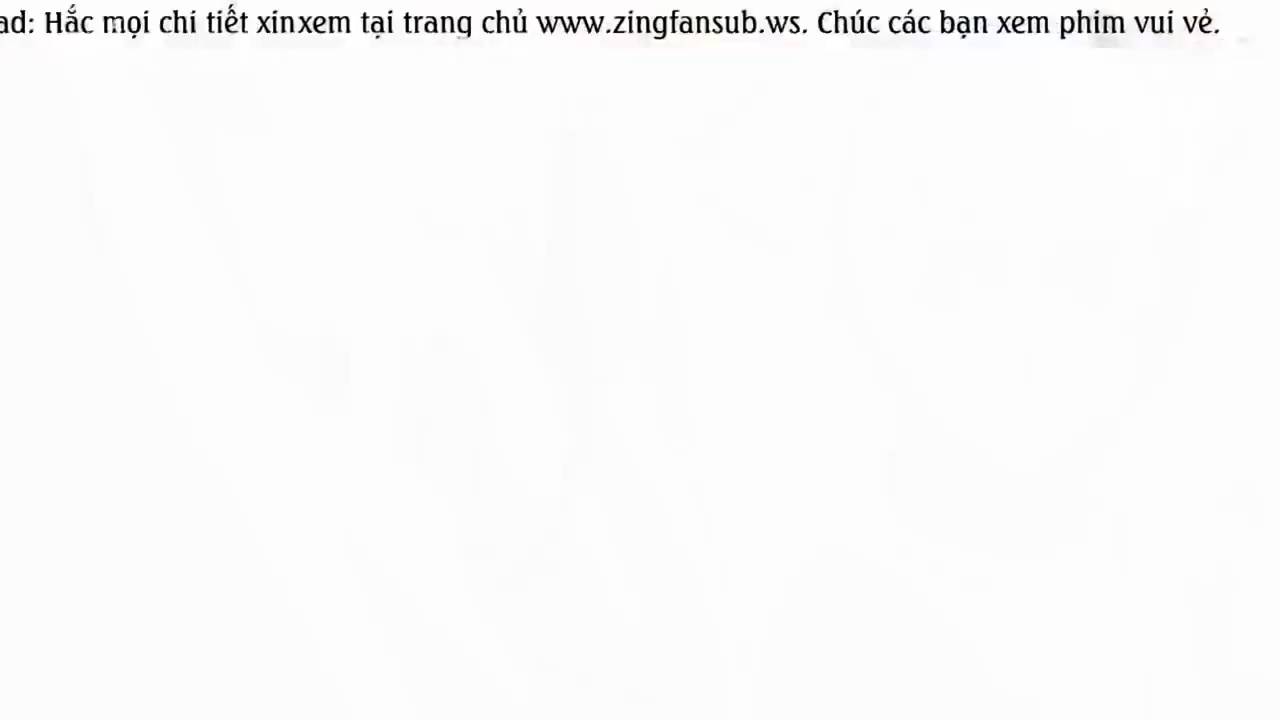 ad: Hắc mọi chi tiết xinxem tại trang chủ www.zingfansub.ws. Chúc các bạn xem phim vui vẻ.